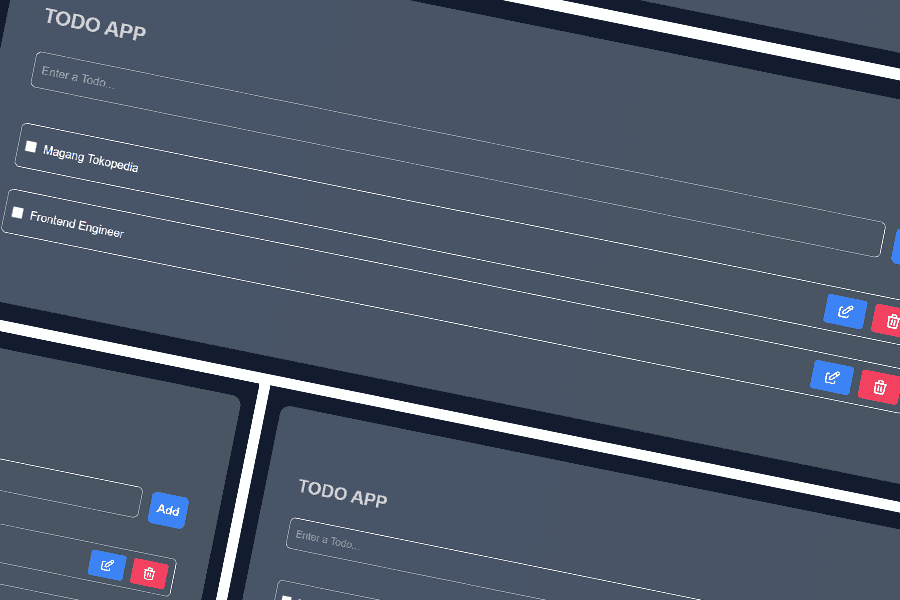 TODO APP
Enter a Todo...
Magang Tokopedia
Frontend Engineer
Add
TODO APP
Enter a Todo...